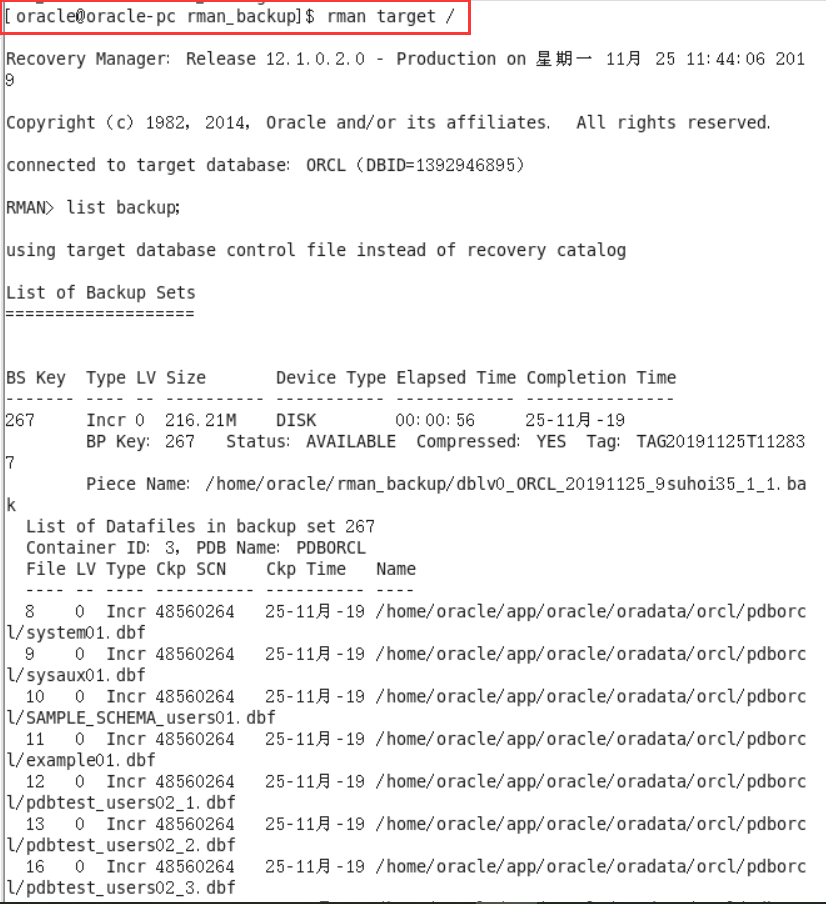 [oracle@oracle-pc rman_backup]$ rman target /
Recovery Manager: Release 12.1.0.2.0 - Production on 星期一 11月 25 11:44:06 201
9
Copyright (c) 1982, 2014, Oracle and/or its affiliates.  All rights reserved.
connected to target database: ORCL (DBID=1392946895)
RMAN> list backup;
using target database control file instead of recovery catalog
List of Backup Sets
===================
BS Key  Type LV Size       Device Type Elapsed Time Completion Time
------- ---- -- ---------- ----------- ------------ ---------------
267     Incr 0  216.21M    DISK        00:00:56     25-11月-19
        BP Key: 267   Status: AVAILABLE  Compressed: YES  Tag: TAG20191125T11283
7
        Piece Name: /home/oracle/rman_backup/dblv0_ORCL_20191125_9suhoi35_1_1.ba
k
  List of Datafiles in backup set 267
  Container ID: 3, PDB Name: PDBORCL
  File LV Type Ckp SCN    Ckp Time   Name
  ---- -- ---- ---------- ---------- ----
  8    0  Incr 48560264   25-11月-19 /home/oracle/app/oracle/oradata/orcl/pdborc
l/system01.dbf
  9    0  Incr 48560264   25-11月-19 /home/oracle/app/oracle/oradata/orcl/pdborc
l/sysaux01.dbf
  10   0  Incr 48560264   25-11月-19 /home/oracle/app/oracle/oradata/orcl/pdborc
l/SAMPLE_SCHEMA_users01.dbf
  11   0  Incr 48560264   25-11月-19 /home/oracle/app/oracle/oradata/orcl/pdborc
l/example01.dbf
  12   0  Incr 48560264   25-11月-19 /home/oracle/app/oracle/oradata/orcl/pdborc
l/pdbtest_users02_1.dbf
  13   0  Incr 48560264   25-11月-19 /home/oracle/app/oracle/oradata/orcl/pdborc
l/pdbtest_users02_2.dbf
  16   0  Incr 48560264   25-11月-19 /home/oracle/app/oracle/oradata/orcl/pdborc
l/pdbtest_users02_3.dbf